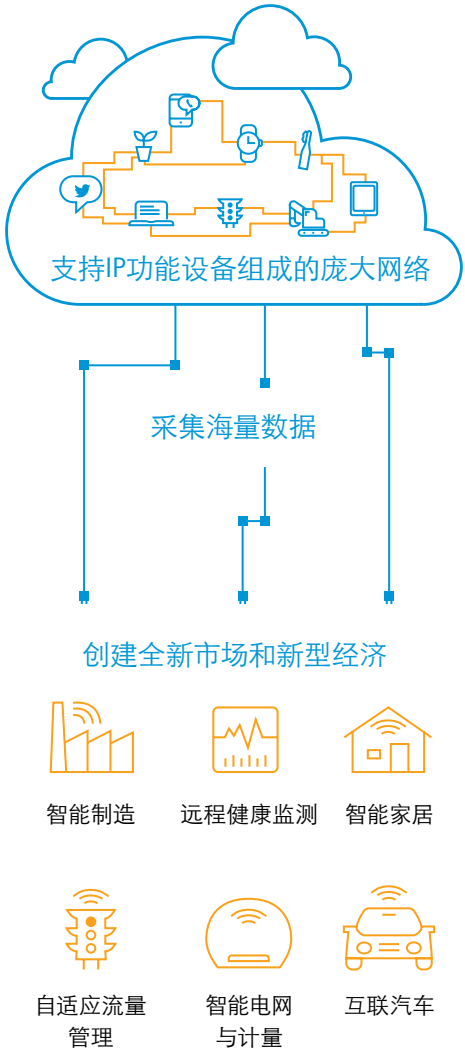 支持IP功能设备组成的庞大网络
采集海量数据
创建全新市场和新型经济
智能制造
远程健康监测
智能家居
自适应流量
管理
智能电网
与计量
互联汽车